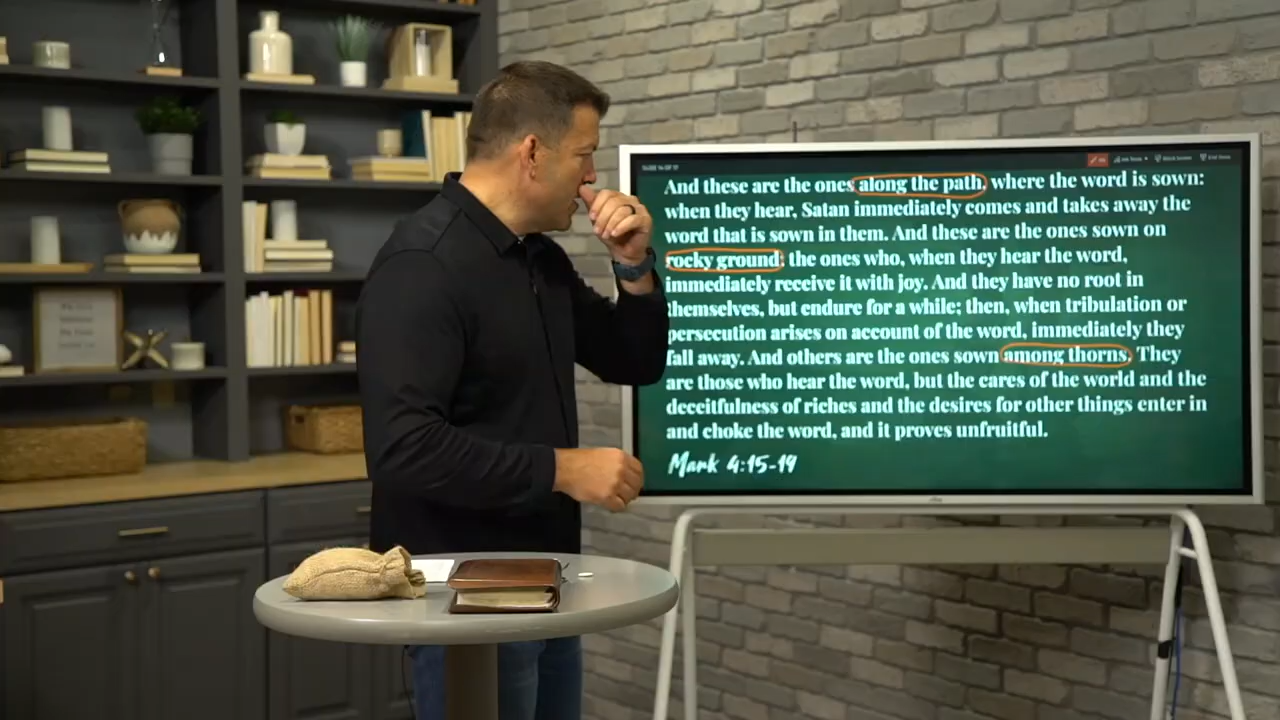 And these are the ones along the path, where the word is sown:
when they hear, Satan immediately comes and takes away the
word that is sown in them. And these are the ones sown on
rocky ground: the ones who, when they hear the word,
immediately receive it with joy. And they have no root in
themselves, but endure for a while; then, when tribulation or
persecution arises on account of the word, immediately they
fall away. And others are the ones sown among thorns. They
are those who hear the word, but the cares of the world and the
deceitfulness of riches and the desires for other things enter in
and choke the word, and it proves unfruitful.
Mark 4:15-19